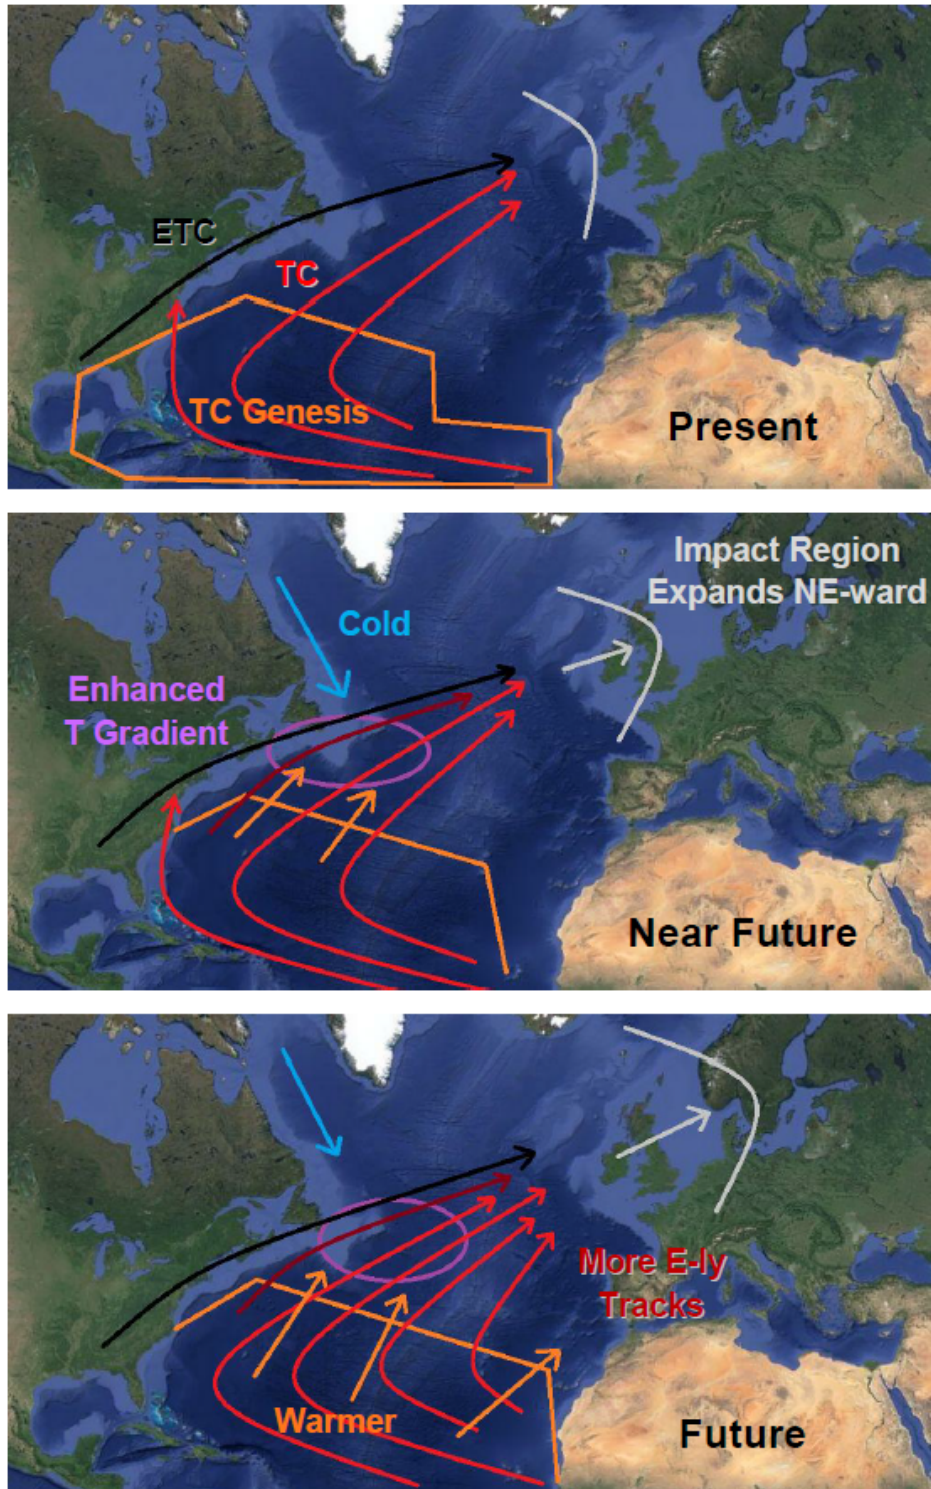 ETC
TC
TC Genesis
Present
Impact Region
Expands NE-ward
Cold
Enhanced
T Gradient
Near Future
More E-ly
Tracks
Warmer
Future